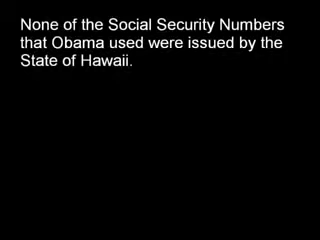 None of the Social Security Numbers
that Obama used were issued by the
State of Hawaii.